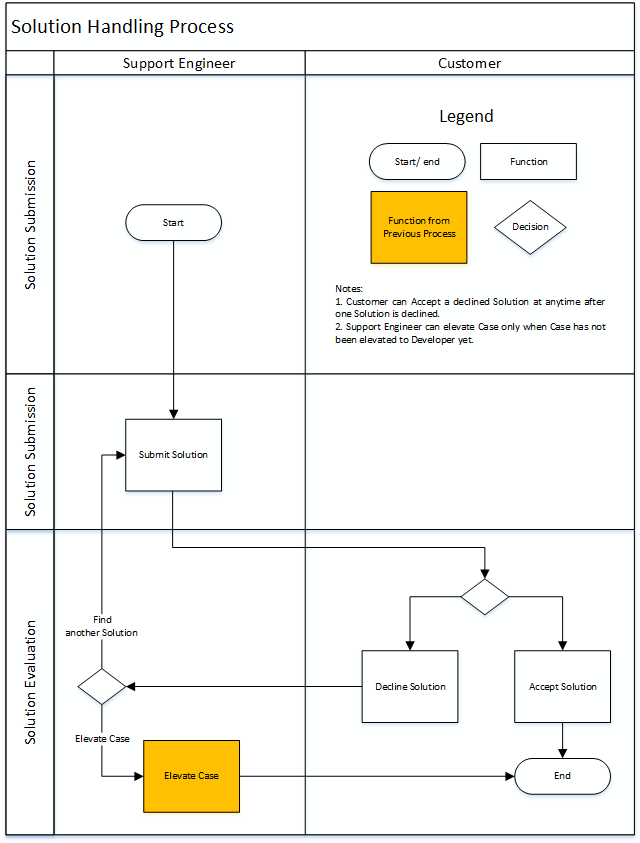 Solution Handling Process
Support Engineer
Customer
Solution Submission
Legend
Start/ end
Function
Function from
Previous Process
Decision
Start
Notes:
1. Customer can Accept a declined Solution at anytime after
one Solution is declined.
2. Support Engineer can elevate Case only when Case has not
been elevated to Developer yet.
Solution Submission
Submit Solution
Solution Evaluation
Find
another Solution
Decline Solution
Accept Solution
Elevate Case
Elevate Case
End